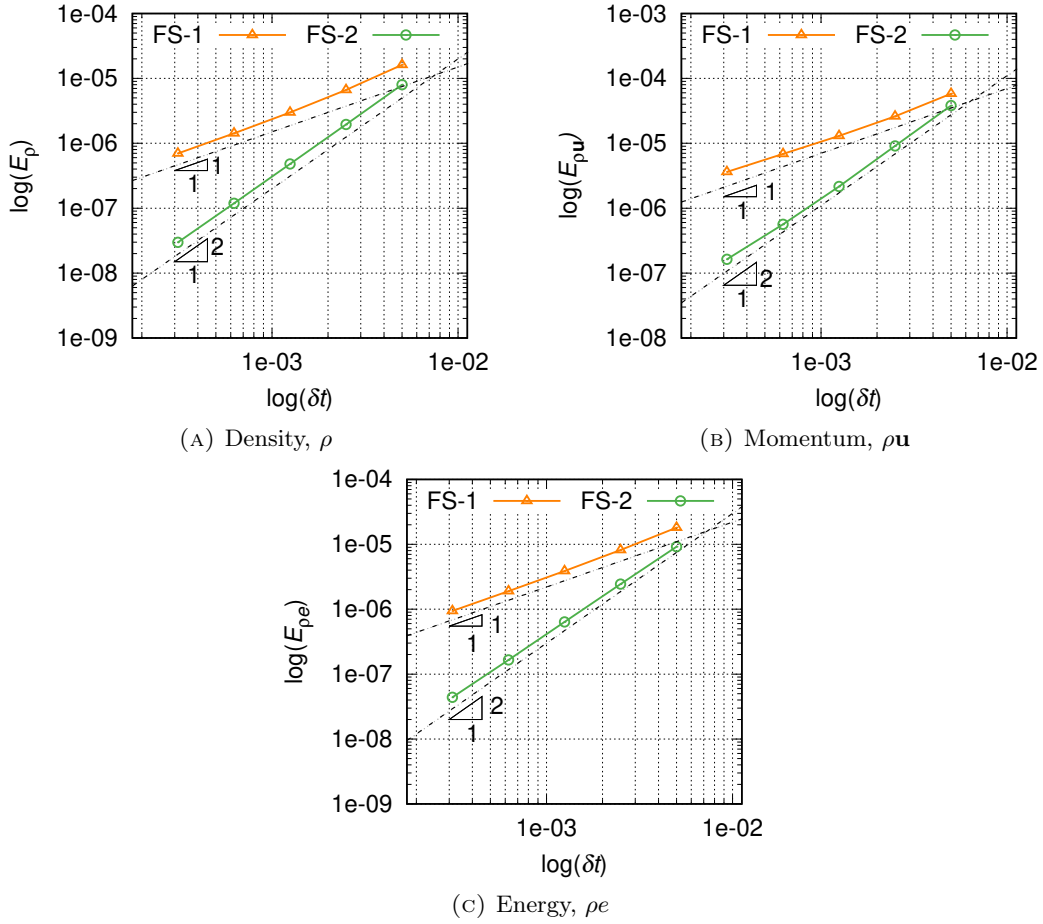 1e-04
FS-1 FS-2
1e-05
1e-06
1e-07
1e-08
1e-09
log(Eρ)
1
1
2
1
1e-03 1e-02
log(δt)
(A) Density, ρ
1e-03
FS-1 FS-2
1e-04
1e-05
1e-06
1e-07
1e-08
log(Eρu)
1
1
2
1
1e-03 1e-02
log(δt)
(B) Momentum, ρu
1e-04
FS-1 FS-2
1e-05
1e-06
1e-07
1e-08
1e-09
log(Eρe)
1
1
2
1
1e-03 1e-02
log(δt)
(C) Energy, ρe